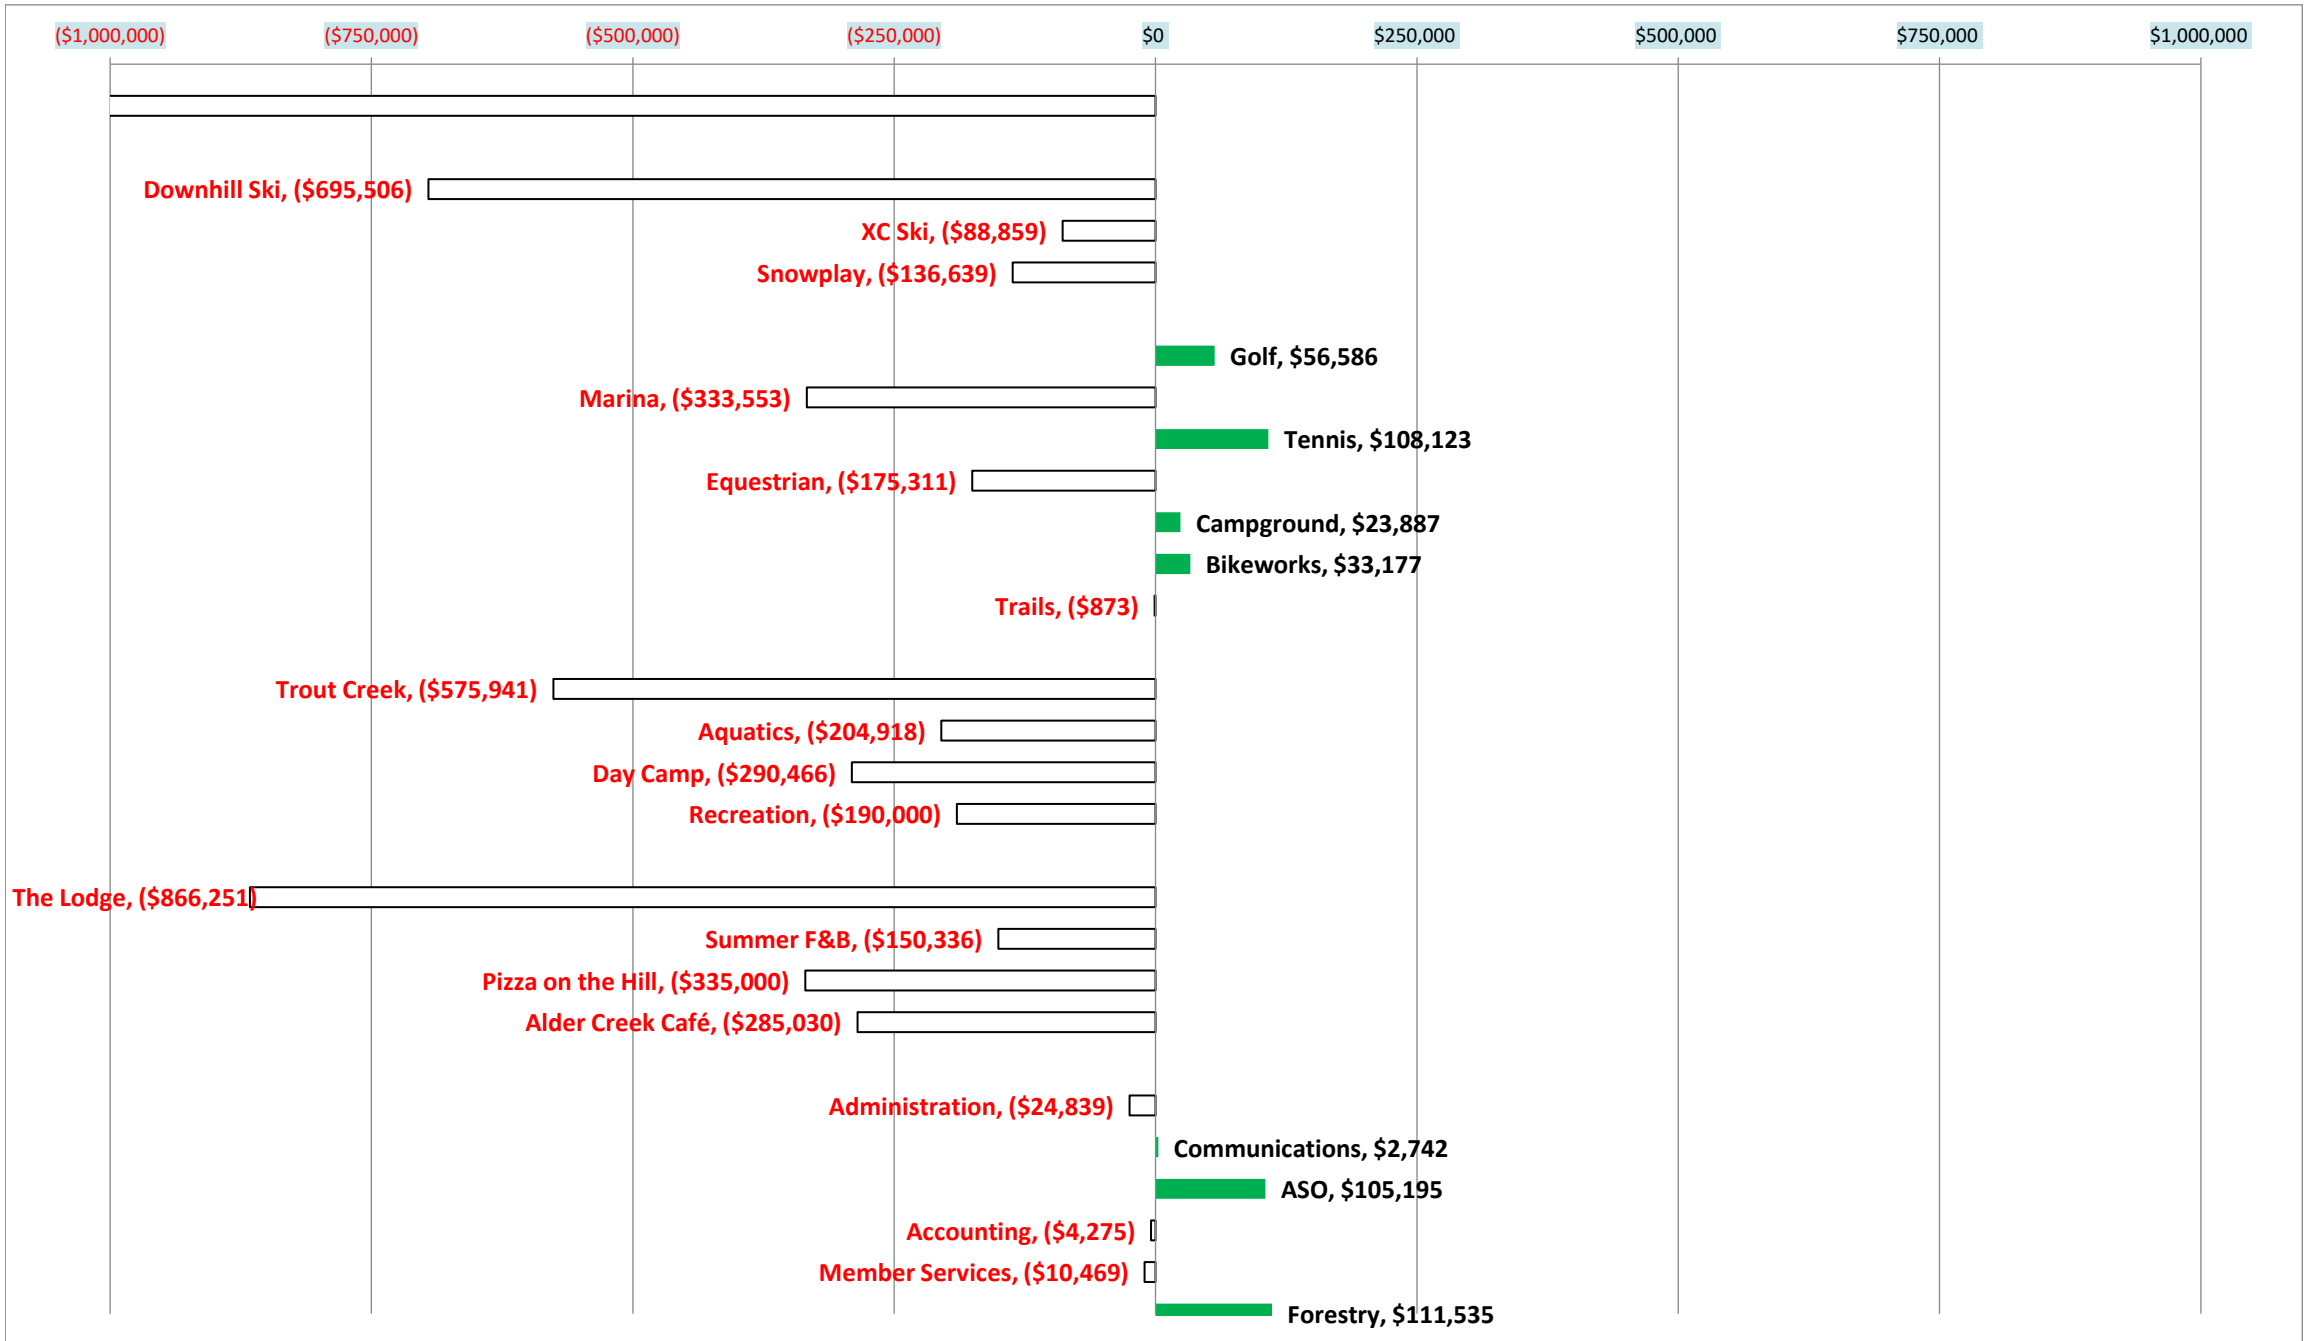 ($1,000,000) ($750,000) ($500,000) ($250,000) $0 $250,000 $500,000 $750,000 $1,000,000
Downhill Ski, ($695,506)
XC Ski, ($88,859)
Snowplay, ($136,639)
Golf, $56,586
Marina, ($333,553)
Tennis, $108,123
Equestrian, ($175,311)
Campground, $23,887
Bikeworks, $33,177
Trails, ($873)
Trout Creek, ($575,941)
Aquatics, ($204,918)
Day Camp, ($290,466)
Recreation, ($190,000)
The Lodge, ($866,251)
Summer F&B, ($150,336)
Pizza on the Hill, ($335,000)
Alder Creek Café, ($285,030)
Administration, ($24,839)
Communications, $2,742
ASO, $105,195
Accounting, ($4,275)
Member Services, ($10,469)
Forestry, $111,535